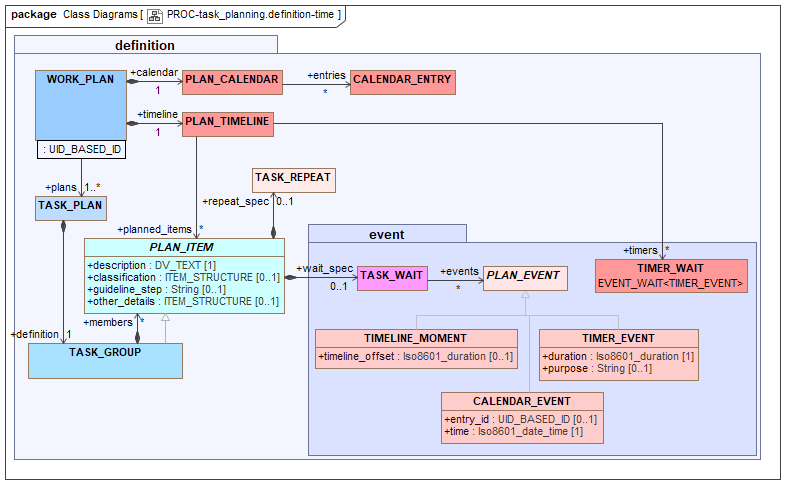 package Class Diagrams [ PROC-task_planning.definition-time ]
definition
WORK_PLAN
: UID_BASED_ID
+calendar
1
PLAN_CALENDAR
+entries
*
CALENDAR_ENTRY
+timeline
1
PLAN_TIMELINE
+plans
1..*
TASK_PLAN
TASK_REPEAT
+repeat_spec
0..1
+planned_items
*
PLAN_ITEM
+description : DV_TEXT [1]
+classification : ITEM_STRUCTURE [0..1]
+guideline_step : String [0..1]
+other_details : ITEM_STRUCTURE [0..1]
+members
*
+definition
1
TASK_GROUP
event
+wait_spec
0..1
TASK_WAIT
+events
*
PLAN_EVENT
+timers
*
TIMER_WAIT
EVENT_WAIT<TIMER_EVENT>
TIMELINE_MOMENT
+timeline_offset : Iso8601_duration [0..1]
TIMER_EVENT
+duration : Iso8601_duration [1]
+purpose : String [0..1]
CALENDAR_EVENT
+entry_id : UID_BASED_ID [0..1]
+time : Iso8601_date_time [1]